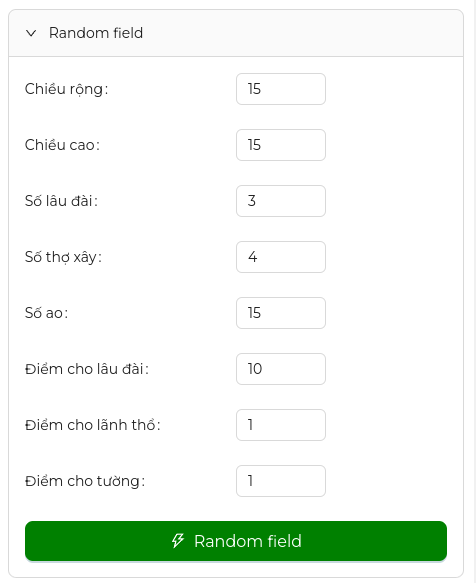 Random field
Chiều rộng: 15
Chiều cao: 15
Số lâu đài: 3
Số thợ xây: 4
Số ao: 15
Điểm cho lâu đài: 10
Điểm cho lãnh thổ: 1
Điểm cho tường: 1
Random field